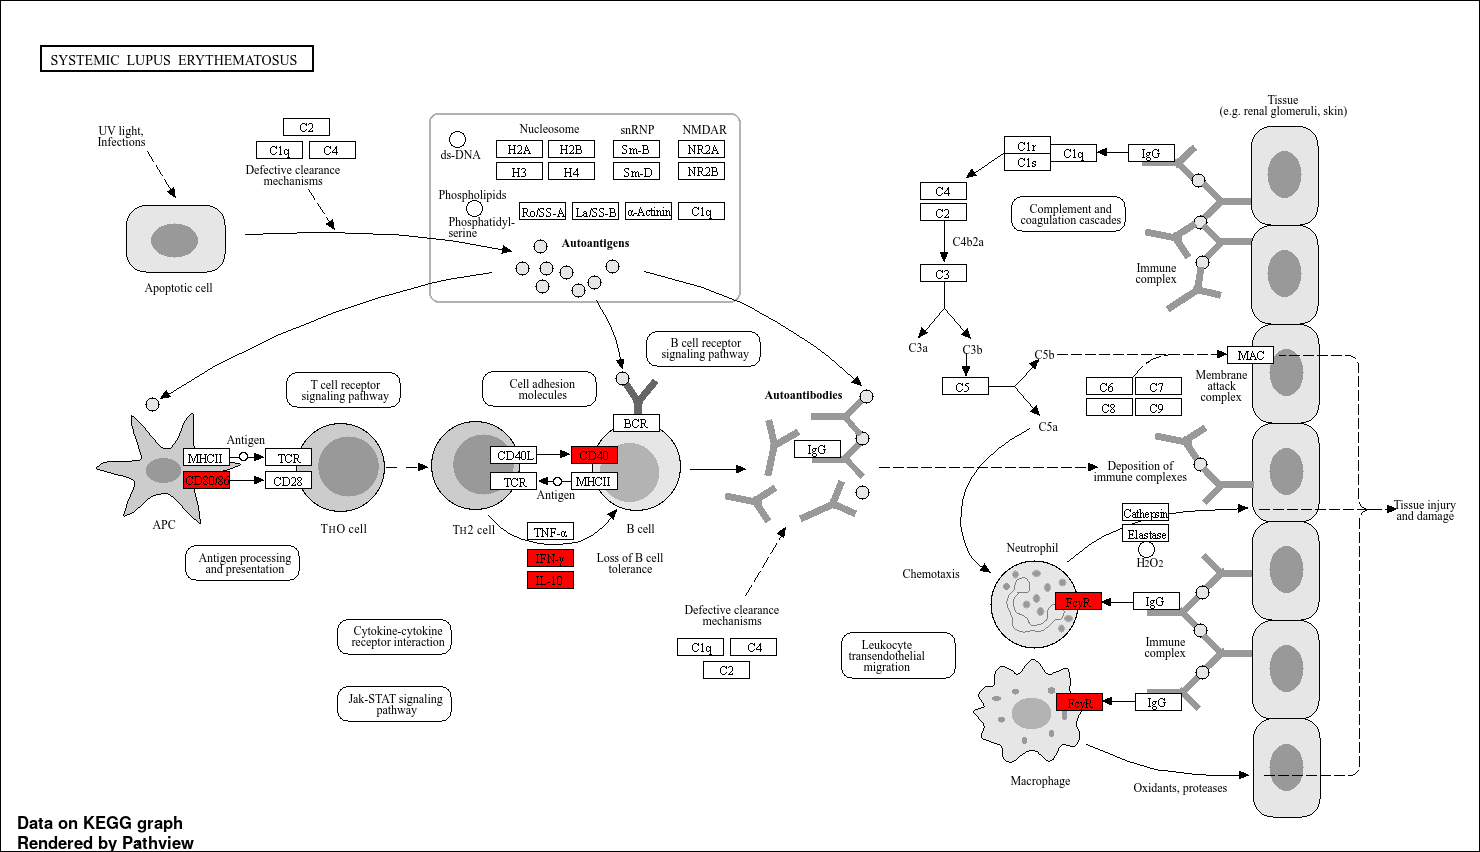 SYSTEMIC LUPUS ERYTHEMATOSUS
UV light,
Infections
C2
C1q
C4
Defective clearance
mechanisms
Apoptotic cell
ds-DNA
Nucleosome
snRNP
NMDAR
H2A
H2B
Sm-B
NR2A
H3
H4
Sm-D
NR2B
Phospholipids
Phosphatidyl-
serine
Ro/SS-A
La/SS-B
α-Actinin
C1q
Autoantigens
Tissue
(e.g. renal glomeruli, skin)
C1r
C1s
C1q
IgG
C4
C2
C4b2a
C3
Complement and
coagulation cascades
Immune
complex
C3a
C3b
C5
C5b
C5a
C6
C7
C8
C9
MAC
Membrane
attack
complex
T cell receptor
signaling pathway
Cell adhesion
molecules
B cell receptor
signaling pathway
BCR
Autoantibodies
IgG
MHCII
Antigen
TCR
CD80/86
CD28
APC
TH0 cell
CD40L
CD40
TCR
Antigen
MHCII
TH2 cell
B cell
TNF-α
IFN-γ
IL-10
Loss of B cell
tolerance
Antigen processing
and presentation
Cytokine-cytokine
receptor interaction
Jak-STAT signaling
pathway
Defective clearance
mechanisms
C1q
C4
C2
Deposition of
immune complexes
Cathepsin
Elastase
H2O2
Tissue injury
and damage
Neutrophil
Chemotaxis
FcγR
IgG
Immune
complex
Leukocyte
transendothelial
migration
FcγR
IgG
Macrophage
Oxidants, proteases
Data on KEGG graph
Rendered by Pathview